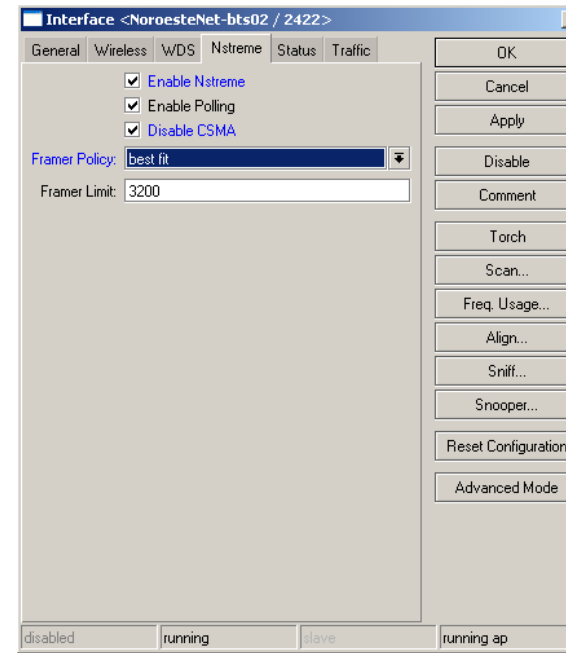 Interface <NoroesteNet-bts02 / 2422>
General Wireless WDS Nstreme Status Traffic
Enable Nstreme
Enable Polling
Disable CSMA
Framer Policy: best fit
Framer Limit: 3200
OK
Cancel
Apply
Disable
Comment
Torch
Scan...
Freq. Usage...
Align...
Sniff...
Snooper...
Reset Configuration
Advanced Mode
disabled running slave running ap